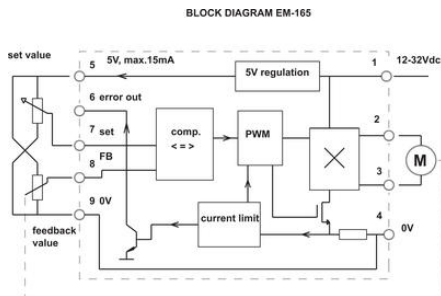 BLOCK DIAGRAM EM-165
set value
5 5V, max.15mA
5V regulation
1 12-32Vdc
6 error out
7 set
comp.
< = >
PWM
2
M
3
8 FB
9 0V
current limit
4 0V
feedback
value